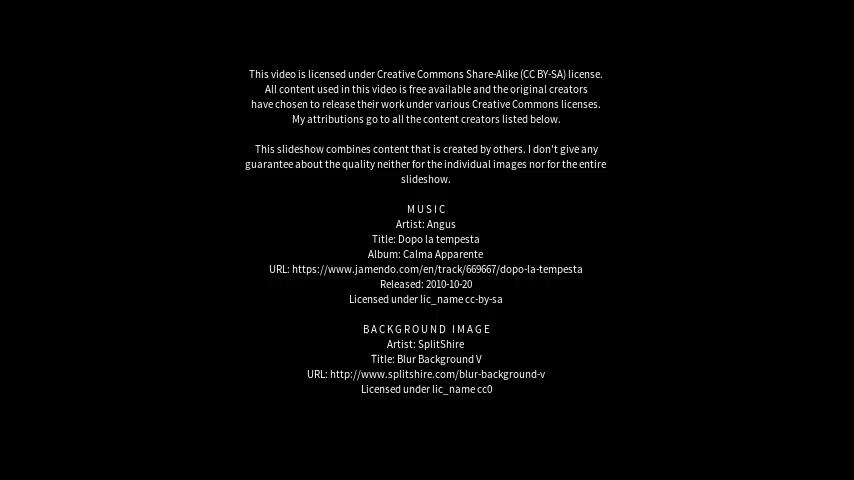 This video is licensed under Creative Commons Share-Alike (CC BY-SA) license.
All content used in this video is free available and the original creators
have chosen to release their work under various Creative Commons licenses.
My attributions go to all the content creators listed below.
This slideshow combines content that is created by others. I don't give any
guarantee about the quality neither for the individual images nor for the entire
slideshow.
MUSIC
Artist: Angus
Title: Dopo la tempesta
Album: Calma Apparente
URL: https://www.jamendo.com/en/track/669667/dopo-la-tempesta
Released: 2010-10-20
Licensed under lic_name cc-by-sa
BACKGROUND IMAGE
Artist: SplitShire
Title: Blur Background V
URL: http://www.splitshire.com/blur-background-v
Licensed under lic_name cc0